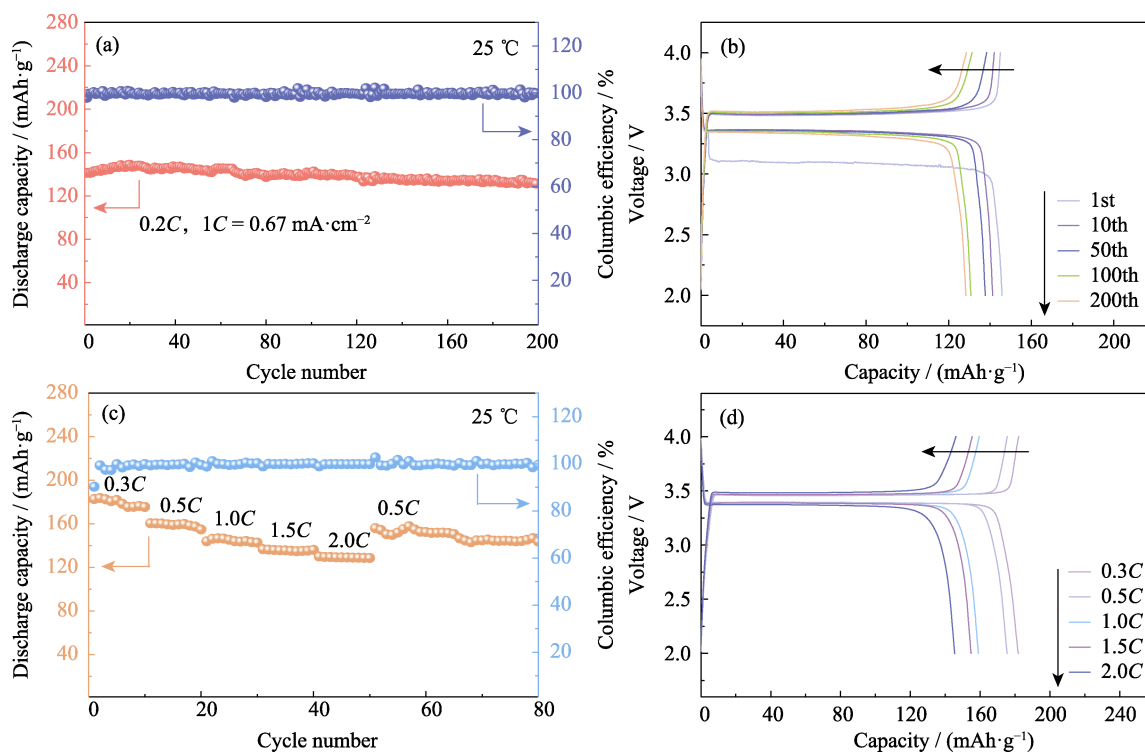 (a)
25 ℃
280
240
200
160
140
100
80
40
120
100
80
60
40
20
0.2C，1C = 0.67 mA·cm⁻²
0 40 80 120 160 200
Cycle number
Discharge capacity / (mAh·g⁻¹)
Columbic efficiency / %
(b)
4.0
3.5
3.0
2.5
2.0
Voltage / V
1st
10th
50th
100th
200th
0 40 80 120 160 200 24
Capacity / (mAh·g⁻¹)
(c)
25 ℃
280
240
200
160
120
80
40
120
100
80
60
40
20
0.3C
0.5C
1.0C
1.5C
2.0C
0.5C
0 20 40 60 80
Cycle number
Discharge capacity / (mAh·g⁻¹)
Columbic efficiency / %
(d)
4.0
3.5
3.0
2.5
2.0
Voltage / V
0.3C
0.5C
1.0C
1.5C
2.0C
0 40 80 120 160 200 240
Capacity / (mAh·g⁻¹)